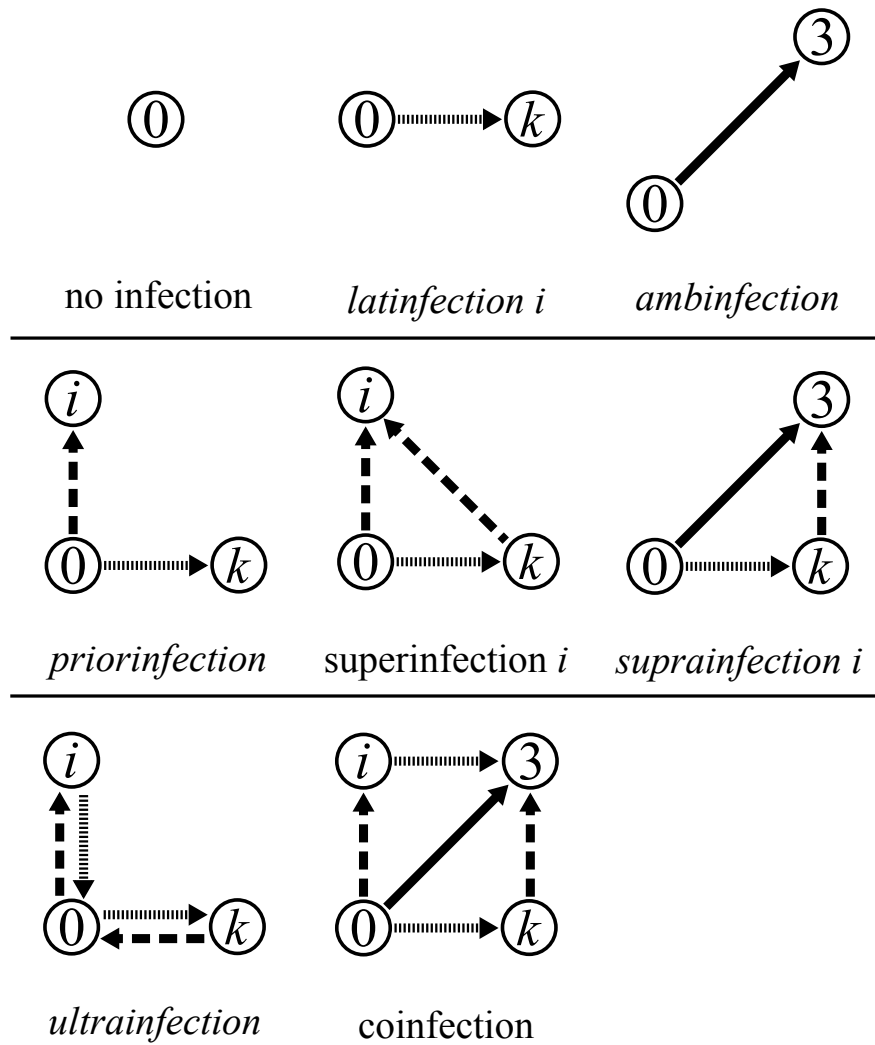 3
0
0 k
0
no infection latinfection i ambinfection
i i 3
0 k 0 k 0 k
priorinfection superinfection i suprainfection i
i i 3
0 k 0 k
ultrainfection coinfection